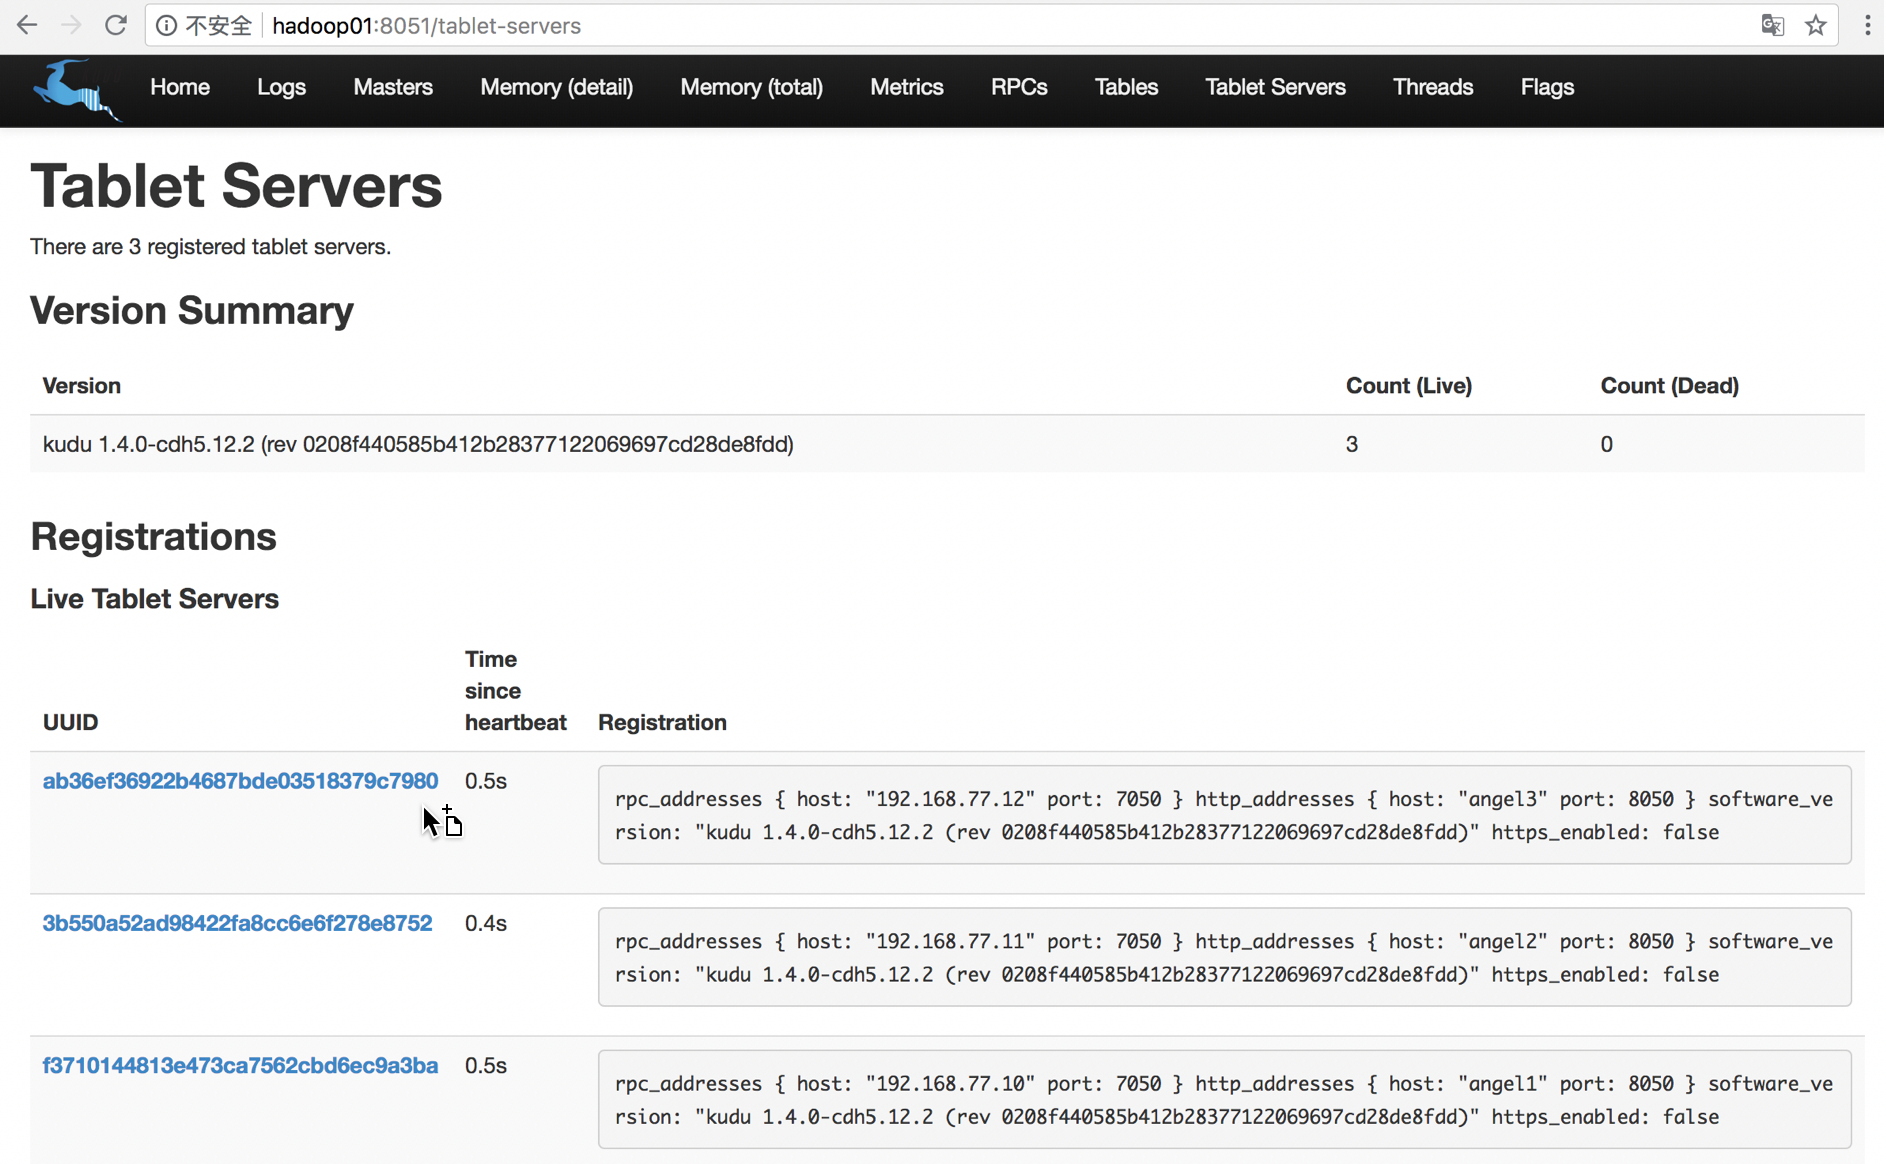 不安全 hadoop01:8051/tablet-servers
Home Logs Masters Memory (detail) Memory (total) Metrics RPCs Tables Tablet Servers Threads Flags
Tablet Servers
There are 3 registered tablet servers.
Version Summary
Version Count (Live) Count (Dead)
kudu 1.4.0-cdh5.12.2 (rev 0208f440585b412b28377122069697cd28de8fdd) 3 0
Registrations
Live Tablet Servers
UUID Time since heartbeat Registration
ab36ef36922b4687bde03518379c7980 0.5s
rpc_addresses { host: "192.168.77.12" port: 7050 } http_addresses { host: "angel3" port: 8050 } software_ve
rsion: "kudu 1.4.0-cdh5.12.2 (rev 0208f440585b412b28377122069697cd28de8fdd)" https_enabled: false
3b550a52ad98422fa8cc6e6f278e8752 0.4s
rpc_addresses { host: "192.168.77.11" port: 7050 } http_addresses { host: "angel2" port: 8050 } software_ve
rsion: "kudu 1.4.0-cdh5.12.2 (rev 0208f440585b412b28377122069697cd28de8fdd)" https_enabled: false
f3710144813e473ca7562cbd6ec9a3ba 0.5s
rpc_addresses { host: "192.168.77.10" port: 7050 } http_addresses { host: "angel1" port: 8050 } software_ve
rsion: "kudu 1.4.0-cdh5.12.2 (rev 0208f440585b412b28377122069697cd28de8fdd)" https_enabled: false